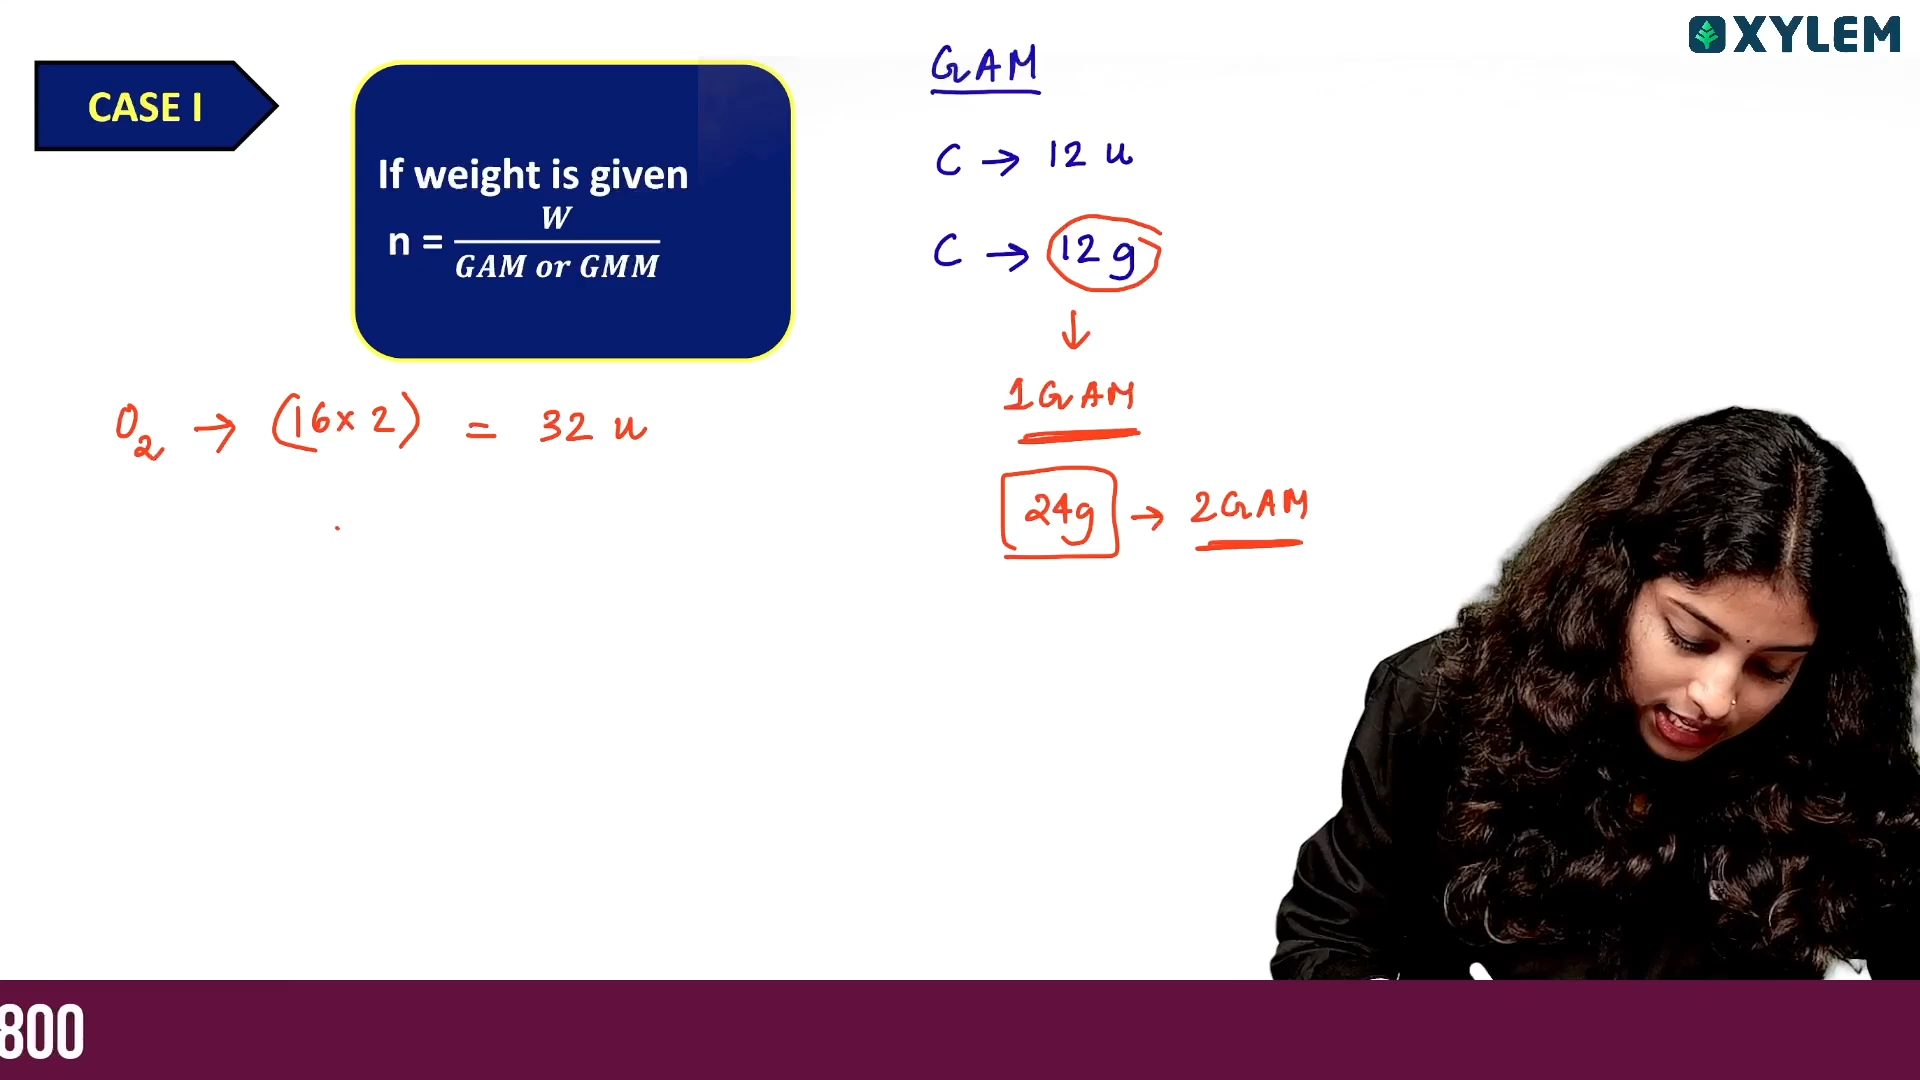 XYLEM
CASE I
If weight is given
n = W / GAM or GMM
O₂ → (16 × 2) = 32 u
GAM
C → 12 u
C → 12 g
↓
1 GAM
24g → 2 GAM
800